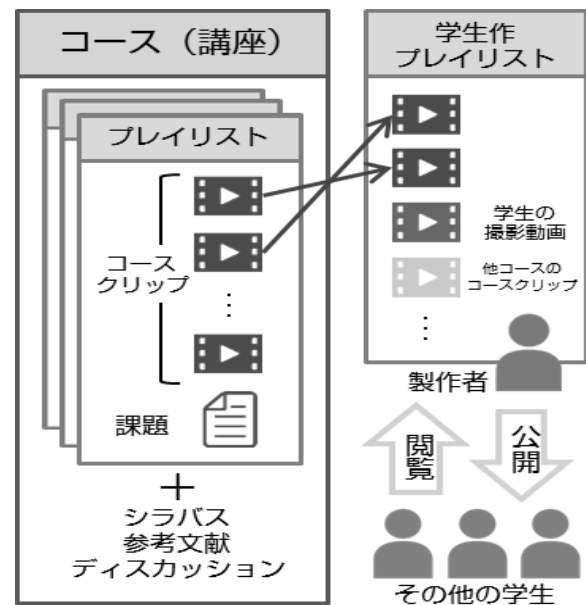 コース（講座）
プレイリスト
コース
クリップ
⋮
課題
＋
シラバス
参考文献
ディスカッション
学生作
プレイリスト
学生の
撮影動画
他コースの
コースクリップ
⋮
製作者
閲覧
公開
その他の学生